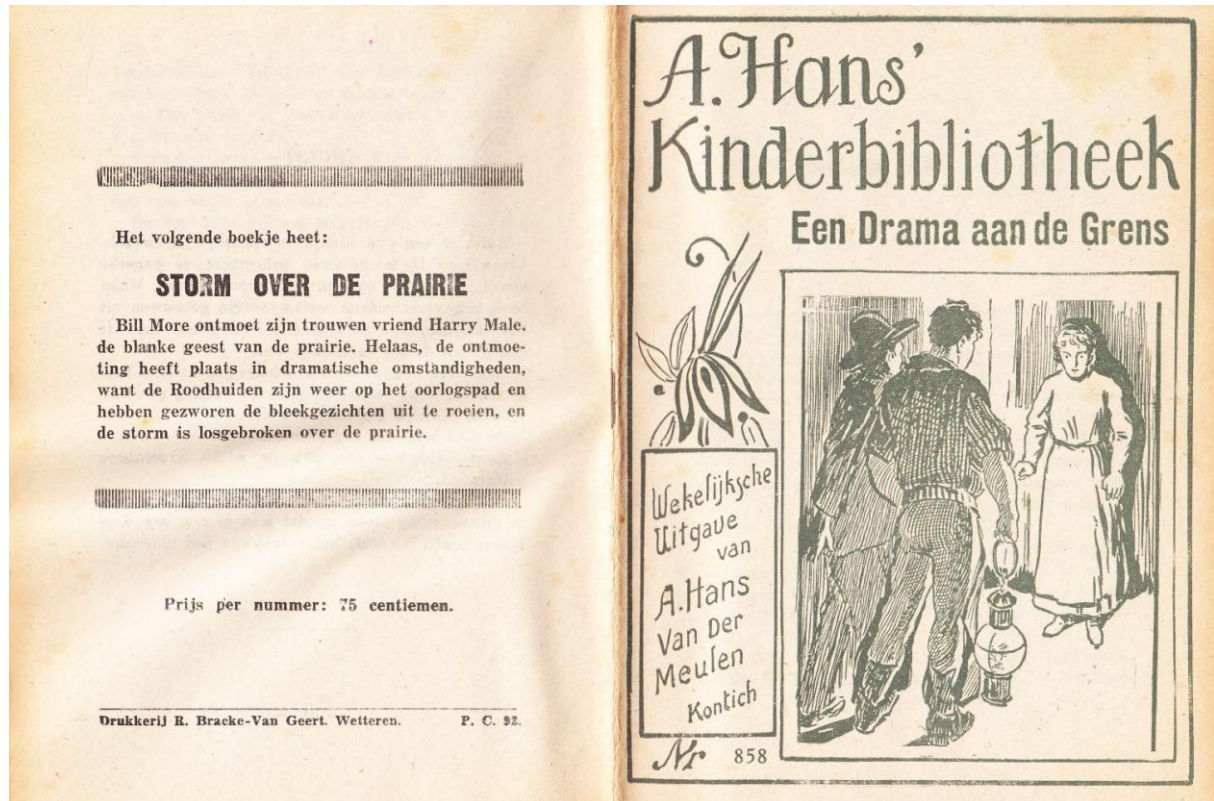 Het volgende boekje heet:
STORM OVER DE PRAIRIE
Bill More ontmoet zijn trouwen vriend Harry Male.
de blanke geest van de prairie. Helaas, de ontmoe-
ting heeft plaats in dramatische omstandigheden,
want de Roodhuiden zijn weer op het oorlogspad en
hebben gezworen de bleekgezichten uit te roeien, en
de storm is losgebroken over de prairie.
Prijs per nummer: 75 centiemen.
Drukkerij R. Bracke-Van Geert. Wetteren. P. C. 92.
A. Hans'
Kinderbibliotheek
Een Drama aan de Grens
Wekelijksche
Uitgave
van
A. Hans
Van Der
Meulen
Kontich
Nr 858